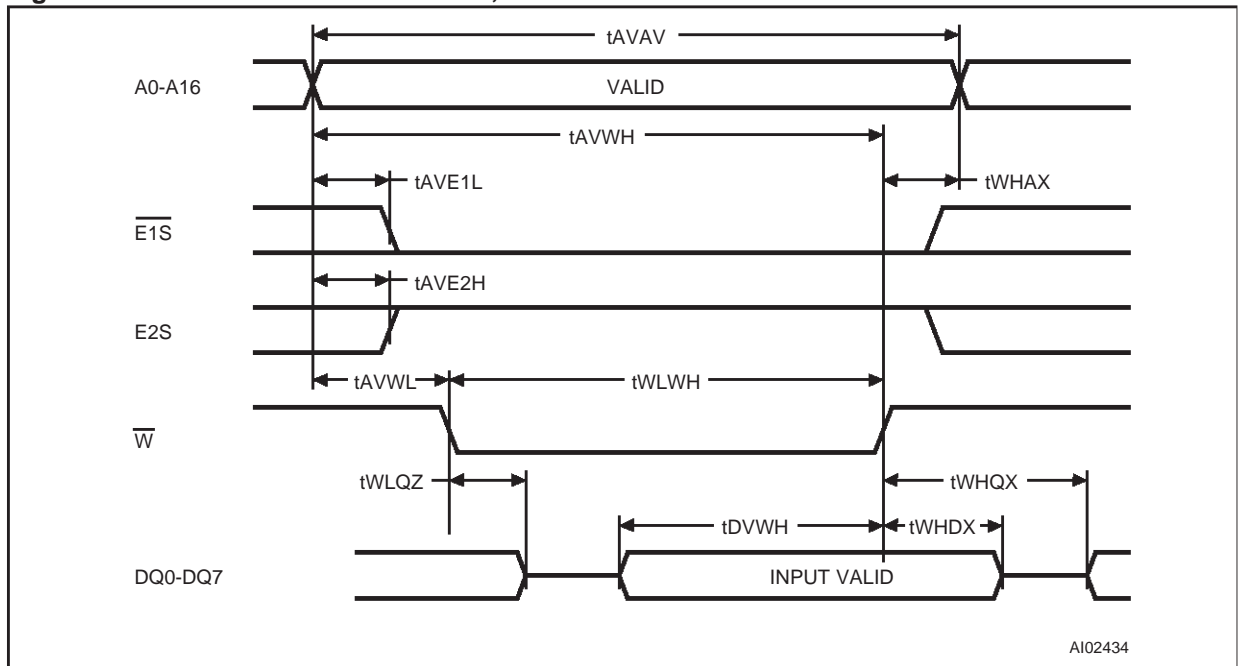 tAVAV
A0-A16
VALID
tAVWH
tAVE1L
tWHAX
E1S
tAVE2H
E2S
tAVWL
tWLWH
W
tWLQZ
tWHQX
tDVWH
tWHDX
DQ0-DQ7
INPUT VALID
AI02434